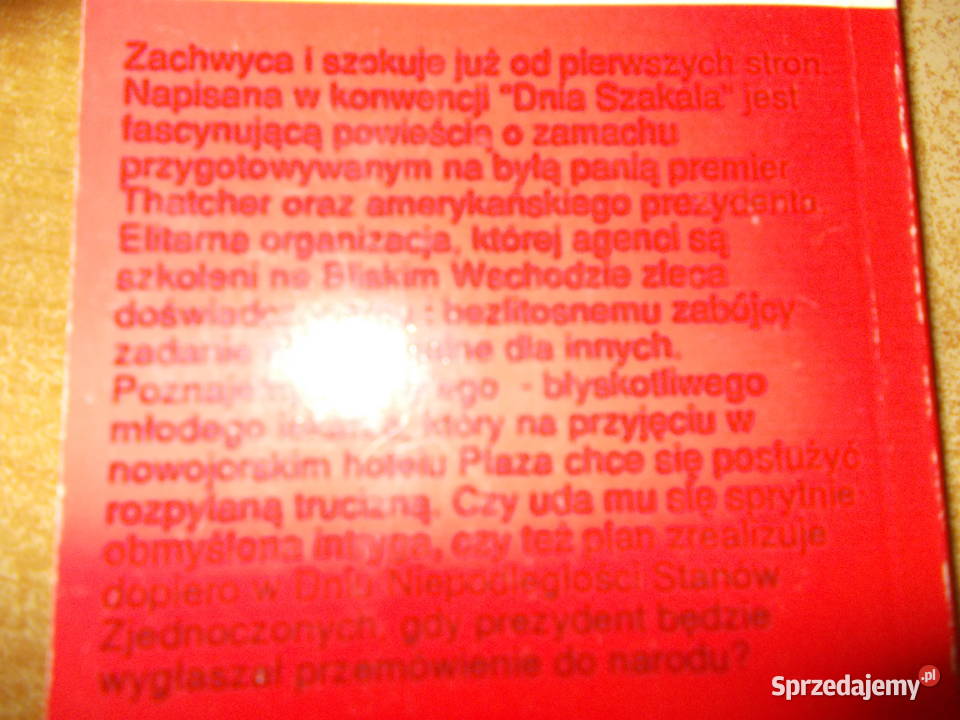 Zachwyca i szokuje już od pierwszych stron.
Napisana w konwencji "Dnia Szakala" jest
fascynującą powieścią o zamachu
przygotowywanym na byłą panią premier
Thatcher oraz amerykańskiego prezydenta.
Elitarna organizacja, której agenci są
szkoleni na Bliskim Wschodzie zleca
bezlitosnemu zabójcy
zadanie dla innych.
- błyskotliwego
młodego który na przyjęciu w
nowojorskim hotelu Plaza chce się posłużyć
rozpylaną trucizną. Czy uda mu się sprytnie
obmyślona intryga, czy też plan zrealizuje
dopiero w Dniu Niepodległości Stanów
Zjednoczonych, gdy prezydent będzie
wygłaszał przemówienie do narodu?
Sprzedajemy.pl